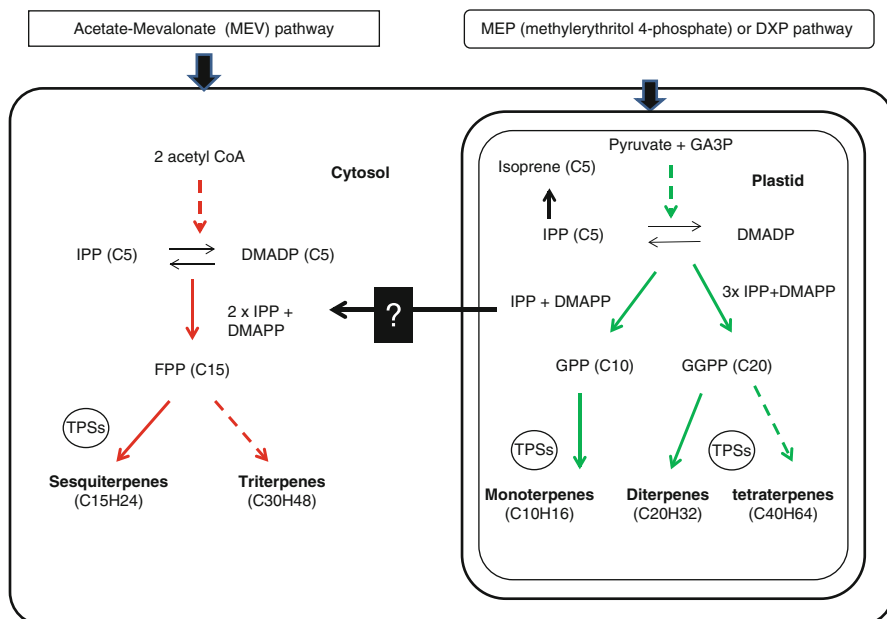 Acetate-Mevalonate (MEV) pathway
MEP (methylerythritol 4-phosphate) or DXP pathway
2 acetyl CoA
Cytosol
IPP (C5)
DMADP (C5)
2 x IPP +
DMAPP
FPP (C15)
TPSs
Sesquiterpenes
(C15H24)
Triterpenes
(C30H48)
?
Pyruvate + GA3P
Isoprene (C5)
Plastid
IPP (C5)
DMADP
IPP + DMAPP
3x IPP+DMAPP
GPP (C10)
GGPP (C20)
TPSs
TPSs
Monoterpenes
(C10H16)
Diterpenes
(C20H32)
tetraterpenes
(C40H64)